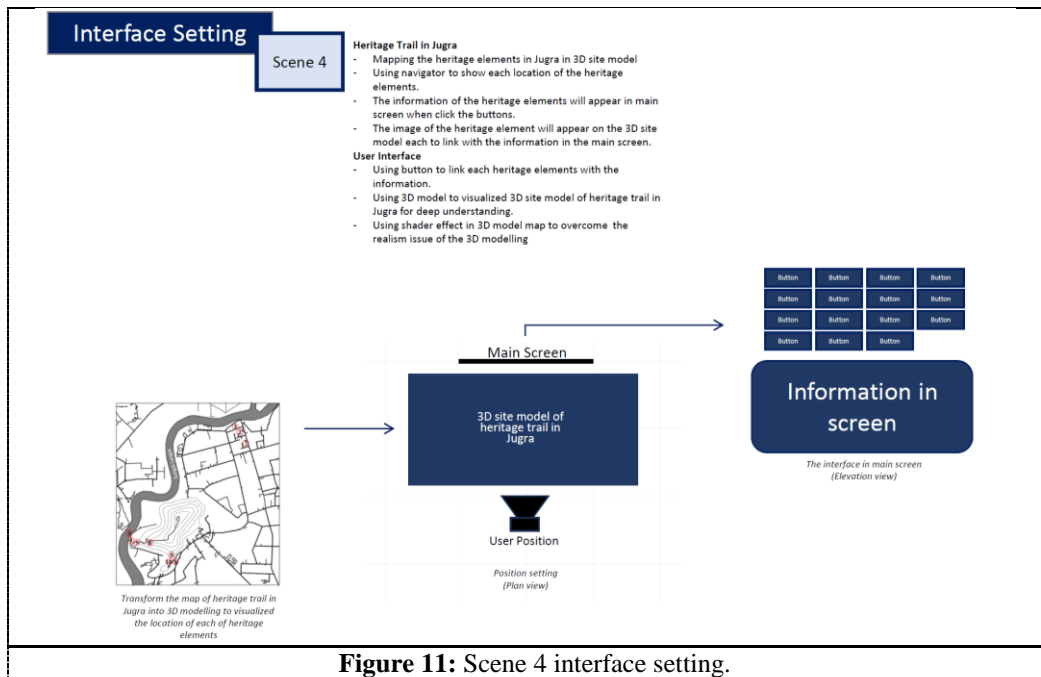 Interface Setting
Scene 4
Heritage Trail in Jugra
- Mapping the heritage elements in Jugra in 3D site model
- Using navigator to show each location of the heritage
elements.
- The information of the heritage elements will appear in main
screen when click the buttons.
- The image of the heritage element will appear on the 3D site
model each to link with the information in the main screen.
User Interface
- Using button to link each heritage elements with the
information.
- Using 3D model to visualized 3D site model of heritage trail in
Jugra for deep understanding.
- Using shader effect in 3D model map to overcome the
realism issue of the 3D modelling
Button Button Button Button
Button Button Button Button
Button Button Button Button
Button Button Button
Main Screen
3D site model of
heritage trail in
Jugra
Information in
screen
The interface in main screen
(Elevation view)
User Position
Position setting
(Plan view)
Transform the map of heritage trail in
Jugra into 3D modelling to visualized
the location of each of heritage
elements
Figure 11: Scene 4 interface setting.